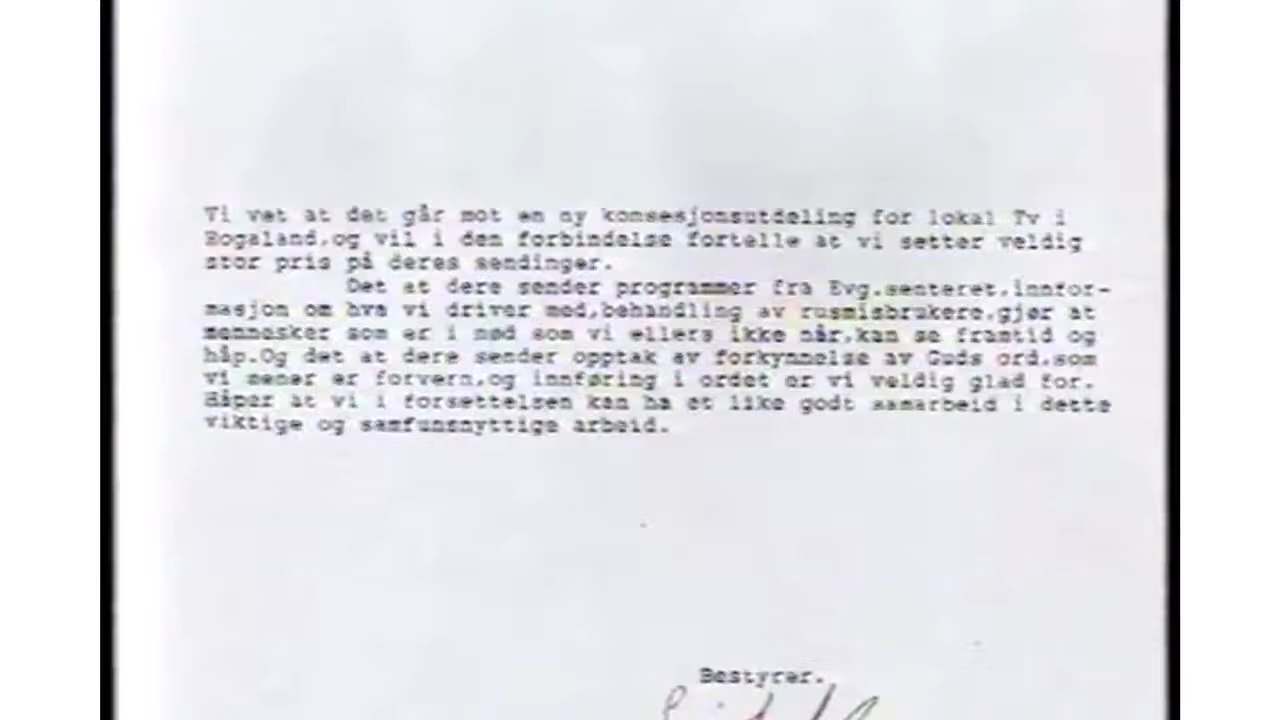 Vi vet at det går mot en ny konsesjonsutdeling for lokal Tv i
Rogaland,og vil i den forbindelse fortelle at vi setter veldig
stor pris på deres sendinger.
Det at dere sender programmer fra Evg.senteret,innfor-
masjon om hva vi driver med,behandling av rusmisbrukere,gjør at
mennesker som er i nød som vi ellers ikke når,kan se framtid og
håp.Og det at dere sender opptak av forkynnelse av Guds ord,som
vi mener er forvern,og innføring i ordet er vi veldig glad for.
Håper at vi i forsettelsen kan ha et like godt samarbeid i dette
viktige og samfunsnyttige arbeid.
Bestyrer.